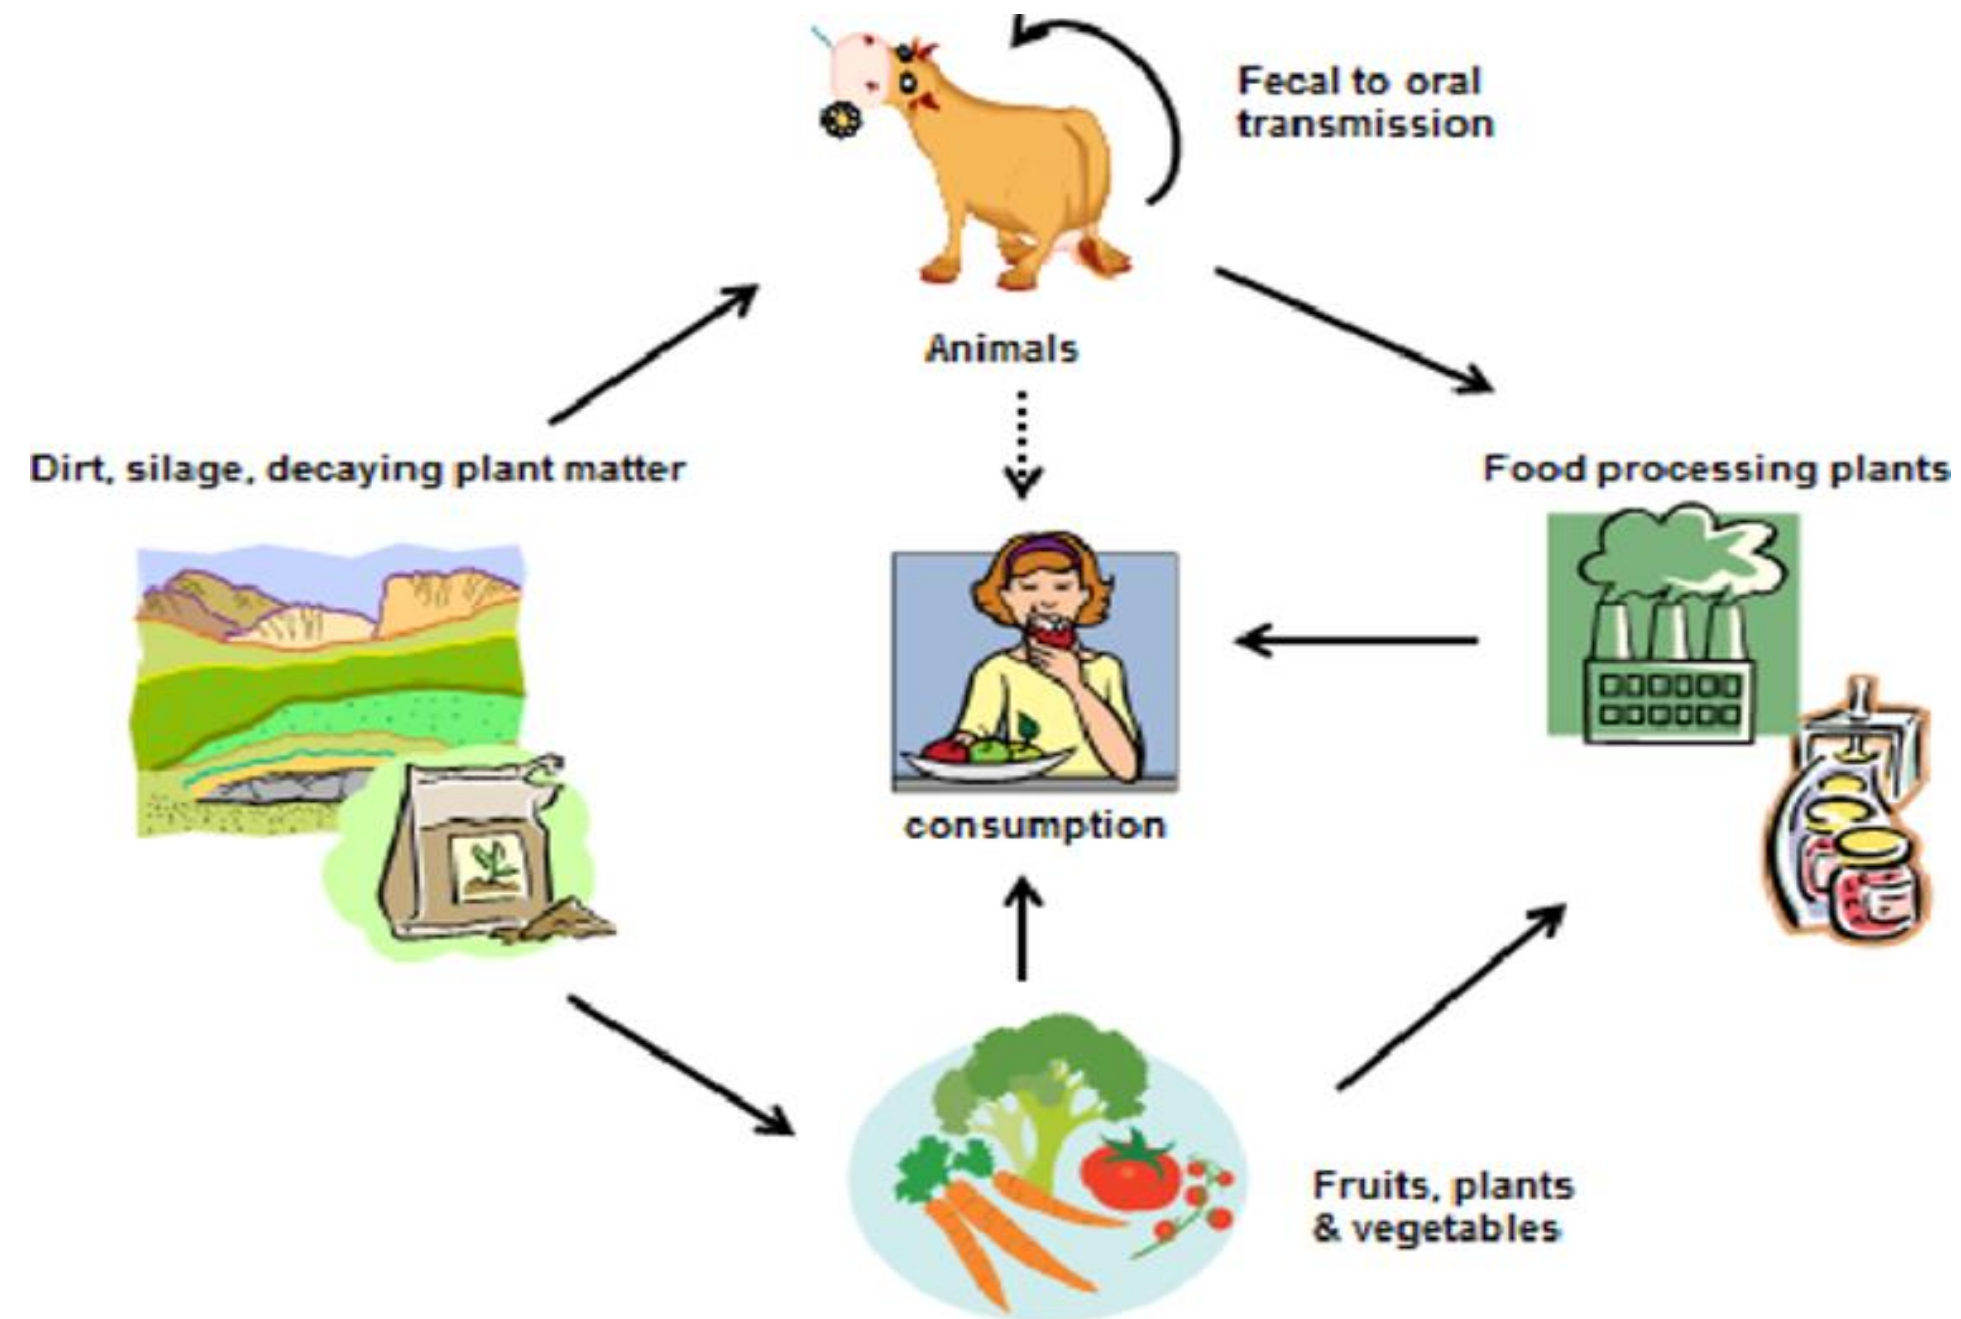 Fecal to oral
transmission
Animals
Dirt, silage, decaying plant matter
Food processing plants
consumption
Fruits, plants
& vegetables